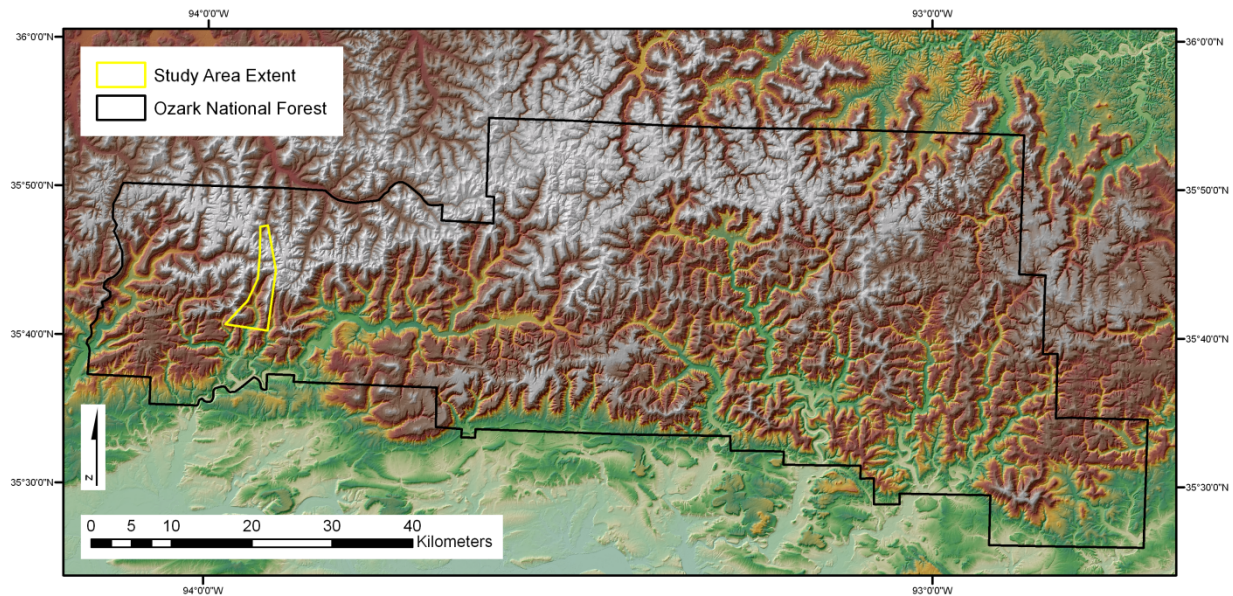 94°0'0"W 93°0'0"W
36°0'0"N 36°0'0"N
Study Area Extent
Ozark National Forest
35°50'0"N 35°50'0"N
35°40'0"N 35°40'0"N
N
35°30'0"N 35°30'0"N
0 5 10 20 30 40
Kilometers
94°0'0"W 93°0'0"W